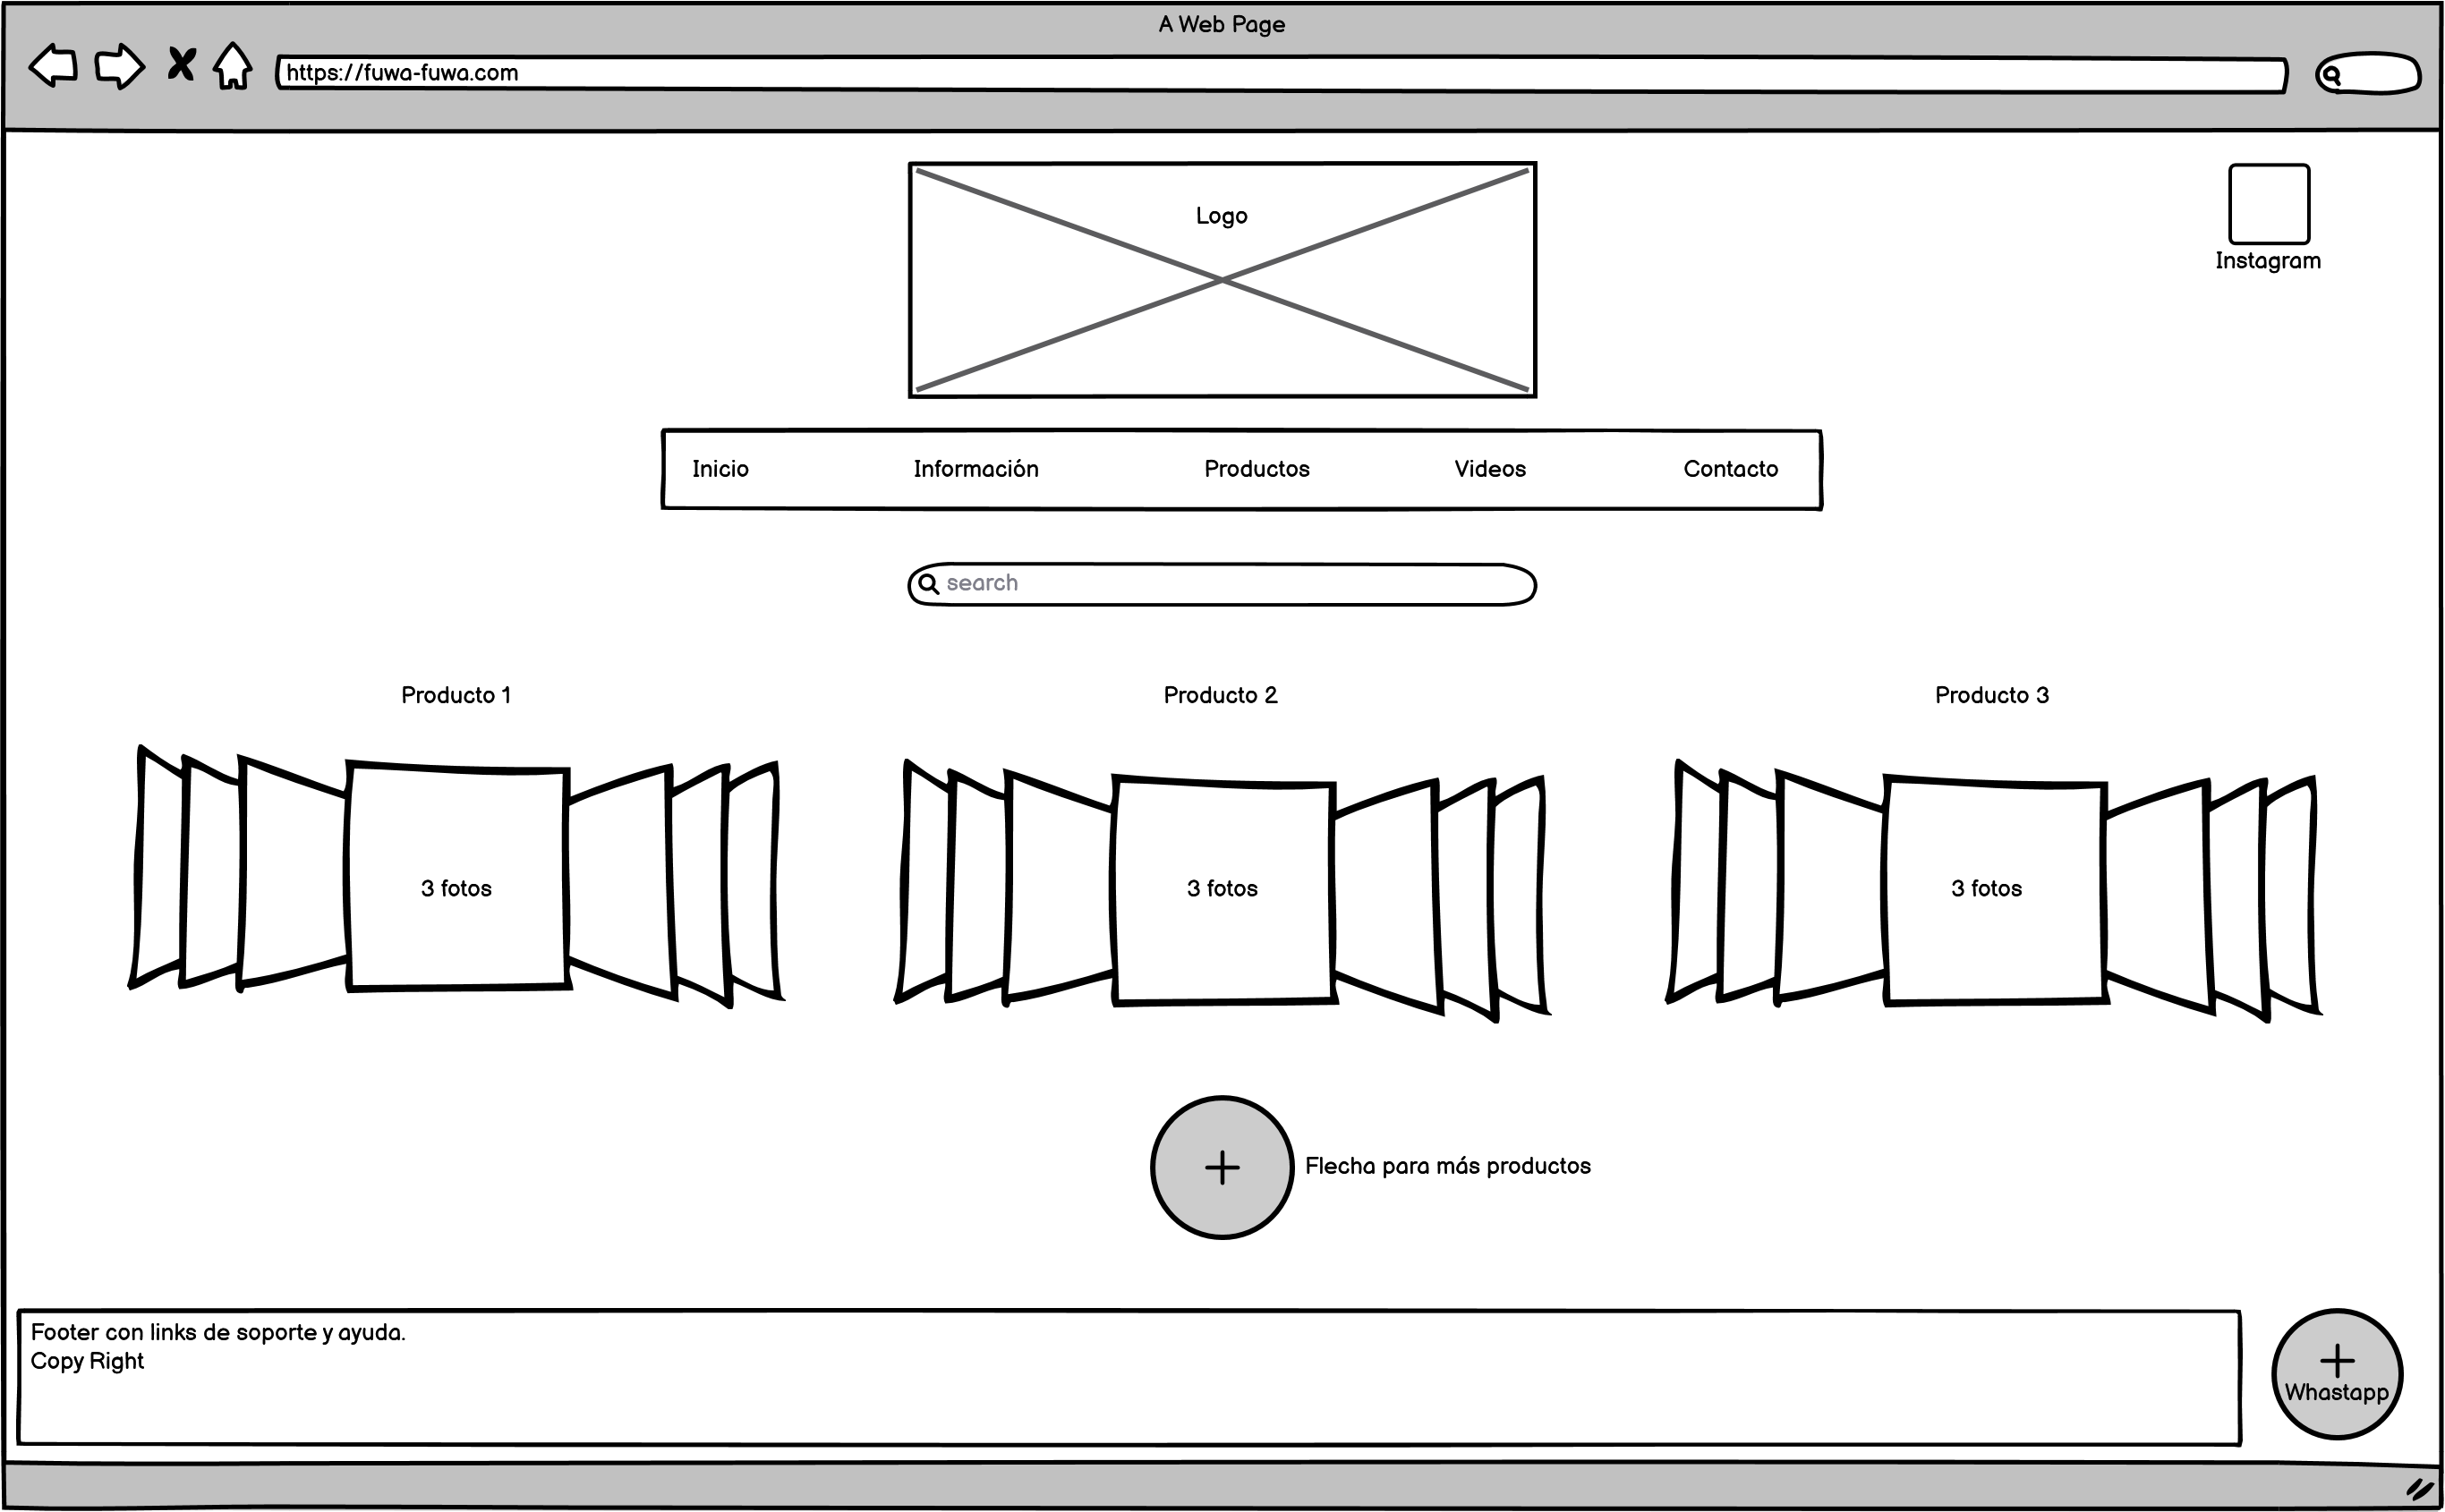 A Web Page
https://fuwa-fuwa.com
Logo
Instagram
Inicio Información Productos Videos Contacto
search
Producto 1 Producto 2 Producto 3
3 fotos 3 fotos 3 fotos
Flecha para más productos
Footer con links de soporte y ayuda.
Copy Right
Whastapp